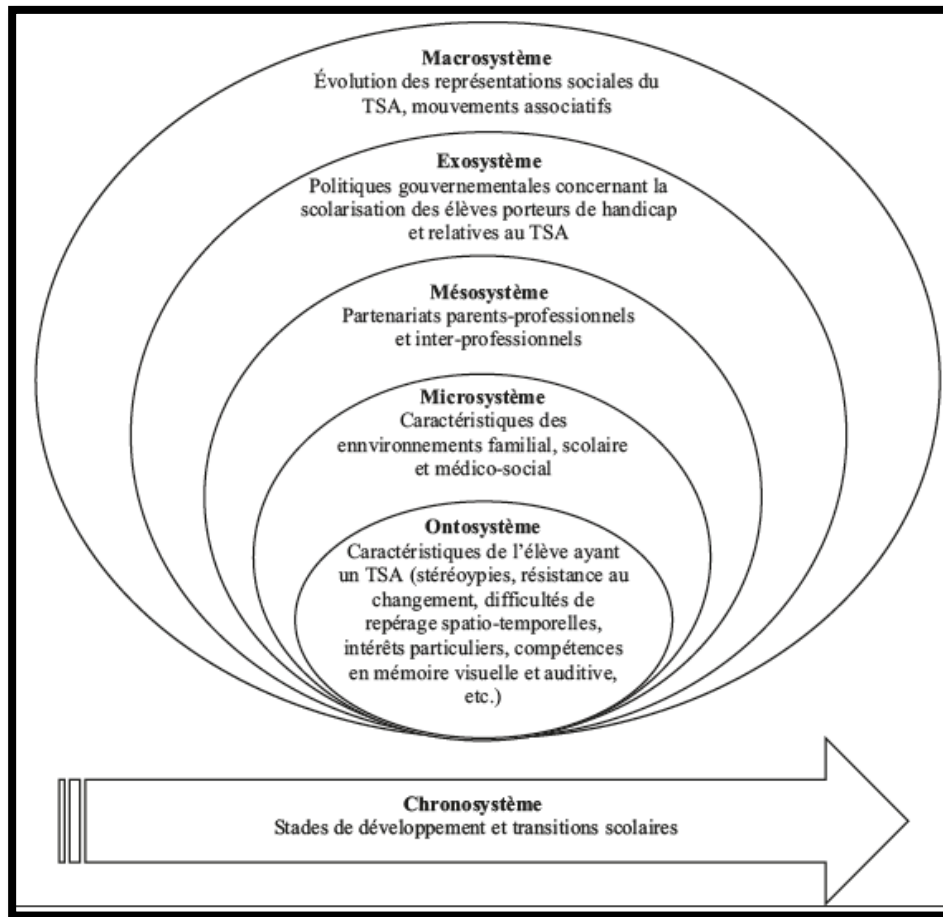 Macrosystème
Évolution des représentations sociales du
TSA, mouvements associatifs
Exosystème
Politiques gouvernementales concernant la
scolarisation des élèves porteurs de handicap
et relatives au TSA
Mésosystème
Partenariats parents-professionnels
et inter-professionnels
Microsystème
Caractéristiques des
ennvironnements familial, scolaire
et médico-social
Ontosystème
Caractéristiques de l'élève ayant
un TSA (stéréoypies, résistance au
changement, difficultés de
repérage spatio-temporelles,
intérêts particuliers, compétences
en mémoire visuelle et auditive,
etc.)
Chronosystème
Stades de développement et transitions scolaires